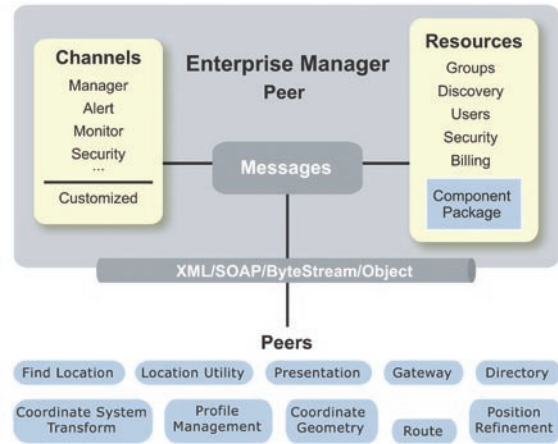 Channels
Manager
Alert
Monitor
Security
...
Customized
Enterprise Manager
Peer
Messages
Resources
Groups
Discovery
Users
Security
Billing
Component
Package
XML/SOAP/ByteStream/Object
Peers
Find Location
Location Utility
Presentation
Gateway
Directory
Coordinate System
Transform
Profile
Management
Coordinate
Geometry
Route
Position
Refinement